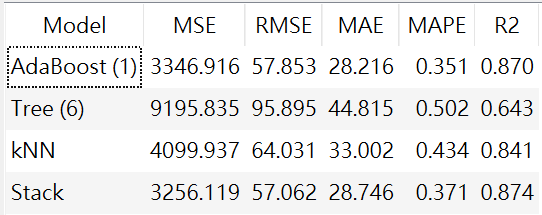 Model MSE RMSE MAE MAPE R2
AdaBoost (1) 3346.916 57.853 28.216 0.351 0.870
Tree (6) 9195.835 95.895 44.815 0.502 0.643
kNN 4099.937 64.031 33.002 0.434 0.841
Stack 3256.119 57.062 28.746 0.371 0.874